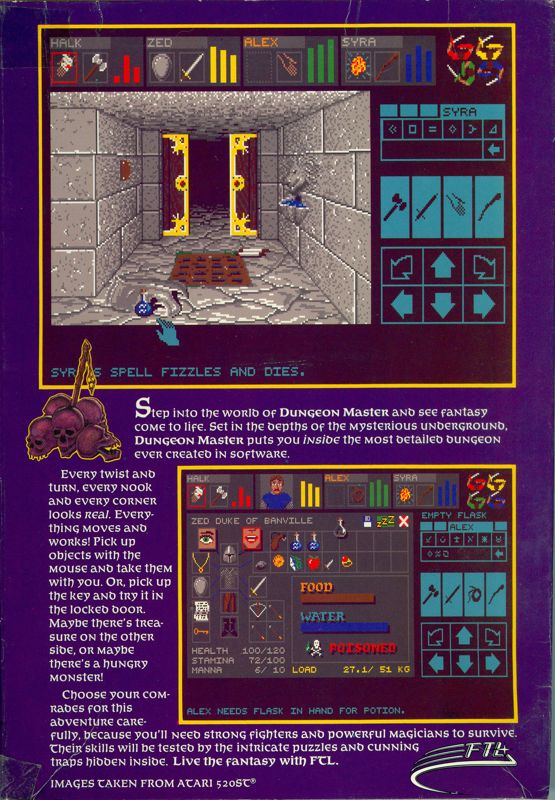 HALK ZED ALEX SYRA
SYRA
SPELL FIZZLES AND DIES.
Step into the world of Dungeon Master and see fantasy
come to life. Set in the depths of the mysterious underground,
Dungeon Master puts you inside the most detailed dungeon
ever created in software.
Every twist and
turn, every nook
and every corner
looks real. Every-
thing moves and
works! Pick up
objects with the
mouse and take them
with you. Or, pick up
the key and try it in
the locked door.
Maybe there's trea-
sure on the other
side, or maybe
there's a hungry
monster!
Choose your com-
rades for this
adventure care-
fully, because you'll need strong fighters and powerful magicians to survive.
Their skills will be tested by the intricate puzzles and cunning
traps hidden inside. Live the fantasy with FTL.
HALK ALEX SYRA
ZED DUKE OF BANVILLE
ZZZ
EMPTY FLASK
ALEX
FOOD
WATER
POISONED
HEALTH 100/120
STAMINA 72/100
MANNA 6/ 10
LOAD 27.1/ 51 KG
ALEX NEEDS FLASK IN HAND FOR POTION.
IMAGES TAKEN FROM ATARI 520ST®
FTL